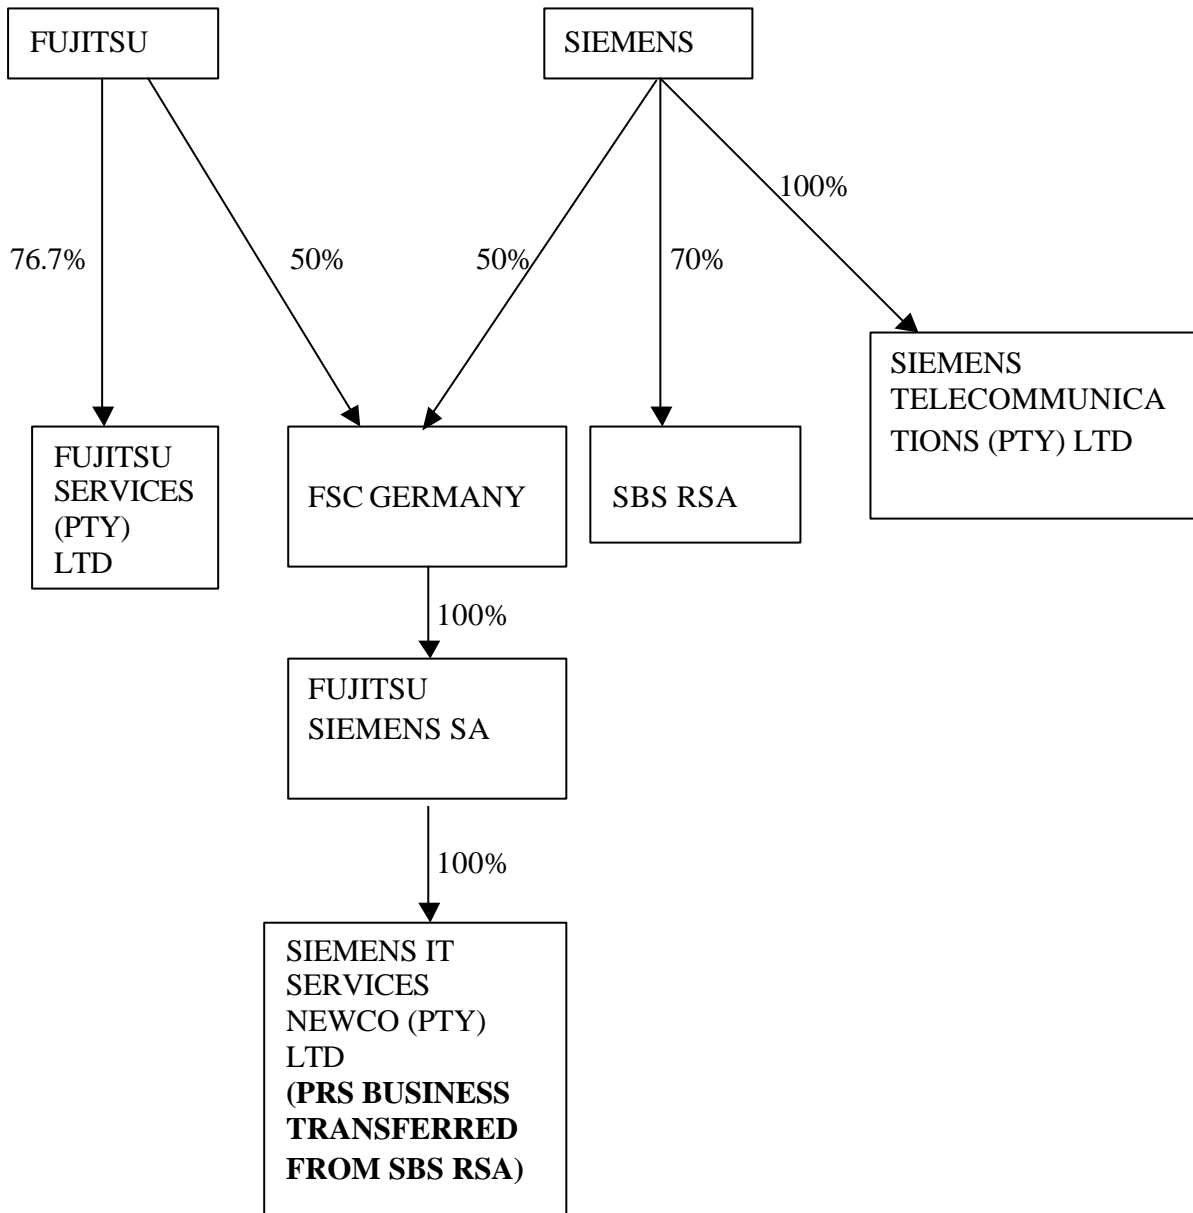 FUJITSU
SIEMENS
100%
76.7%
50%
50%
70%
SIEMENS
TELECOMMUNICA
TIONS (PTY) LTD
FUJITSU
SERVICES
(PTY)
LTD
FSC GERMANY
SBS RSA
100%
FUJITSU
SIEMENS SA
100%
SIEMENS IT
SERVICES
NEWCO (PTY)
LTD
(PRS BUSINESS
TRANSFERRED
FROM SBS RSA)